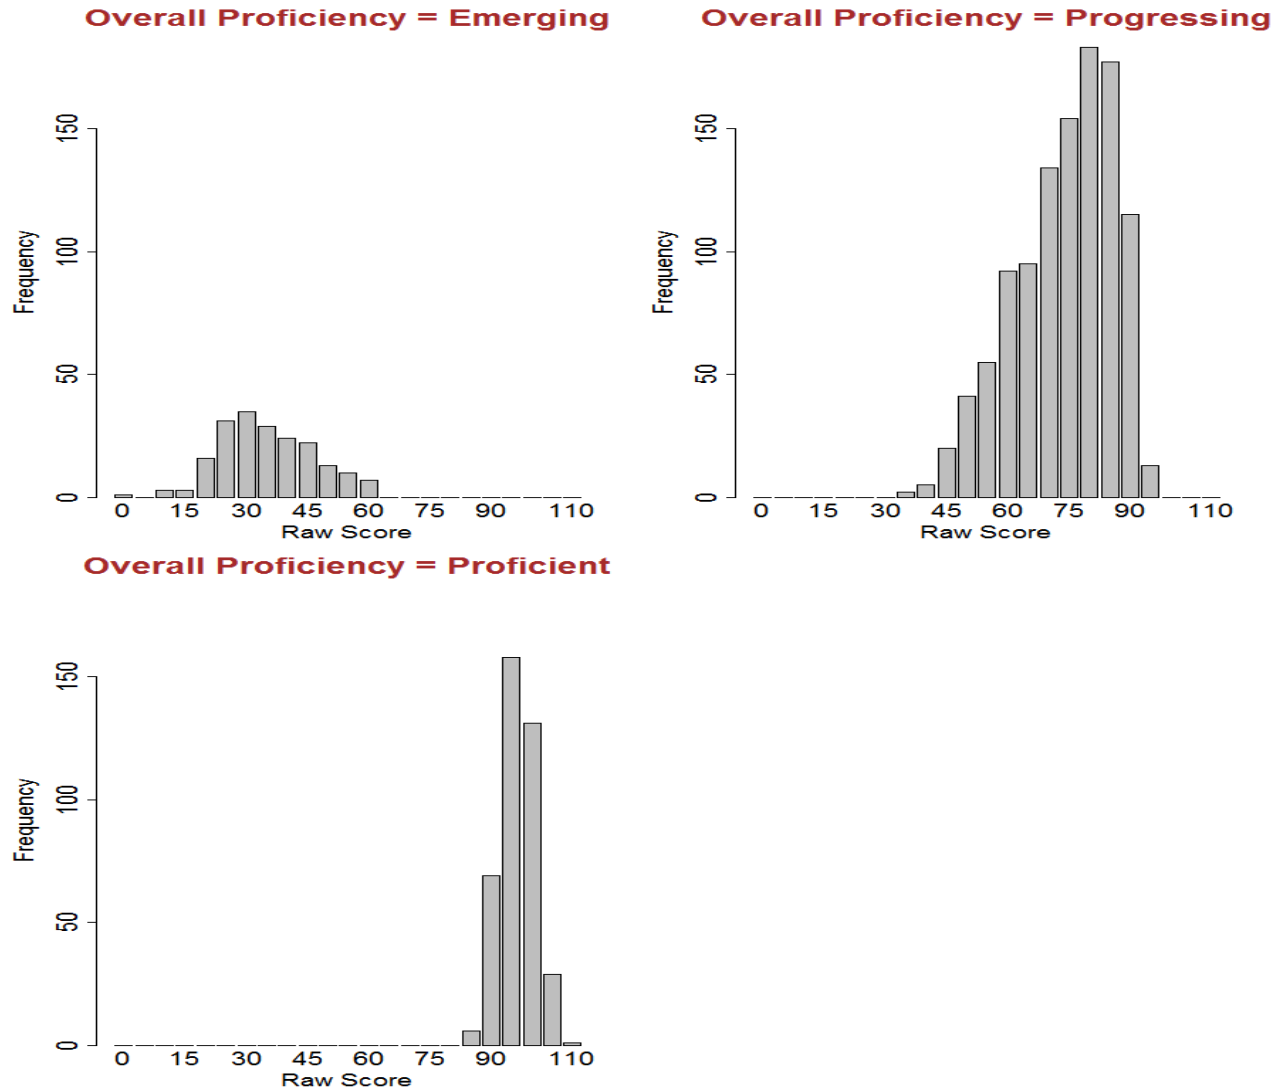 Overall Proficiency = Emerging
150
100
50
0
Frequency
0 15 30 45 60 75 90 110
Raw Score
Overall Proficiency = Progressing
150
100
50
0
Frequency
0 15 30 45 60 75 90 110
Raw Score
Overall Proficiency = Proficient
150
100
50
0
Frequency
0 15 30 45 60 75 90 110
Raw Score